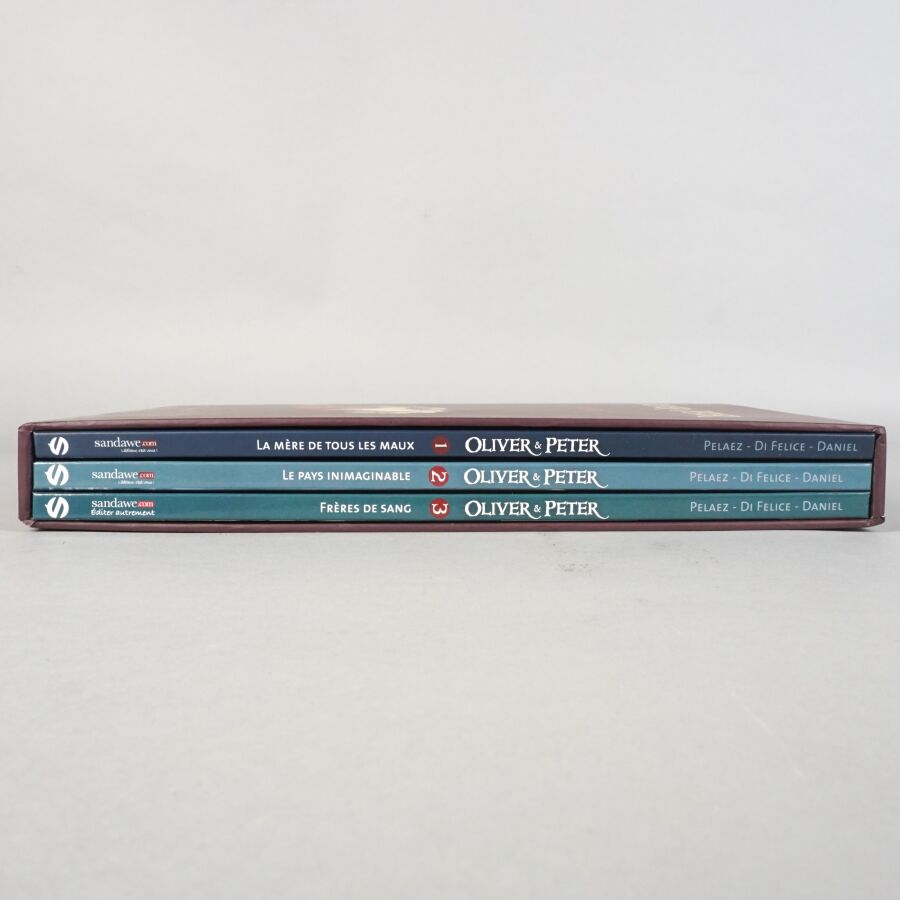 sandawe.com LA MÈRE DE TOUS LES MAUX 1 OLIVER & PETER PELAEZ - DI FELICE - DANIEL
sandawe.com LE PAYS INIMAGINABLE 2 OLIVER & PETER PELAEZ - DI FELICE - DANIEL
sandawe.com FRÈRES DE SANG 3 OLIVER & PETER PELAEZ - DI FELICE - DANIEL
Éditer autrement